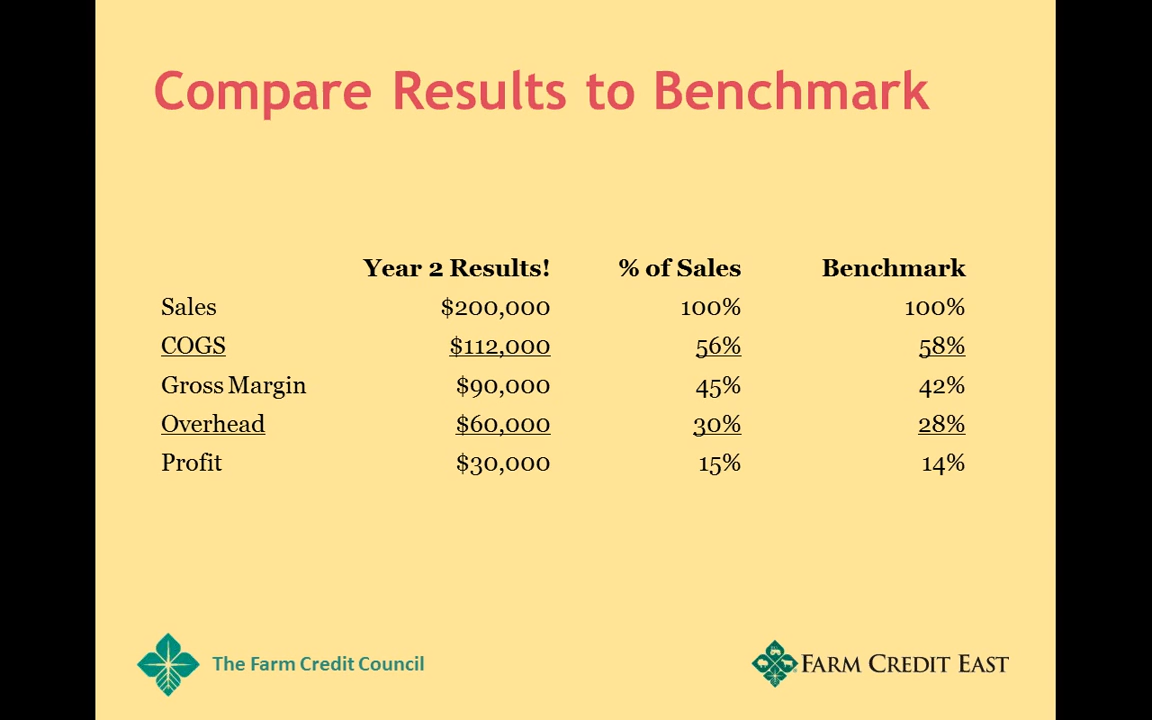 Compare Results to Benchmark
Year 2 Results! % of Sales Benchmark
Sales $200,000 100% 100%
COGS $112,000 56% 58%
Gross Margin $90,000 45% 42%
Overhead $60,000 30% 28%
Profit $30,000 15% 14%
The Farm Credit Council
FARM CREDIT EAST